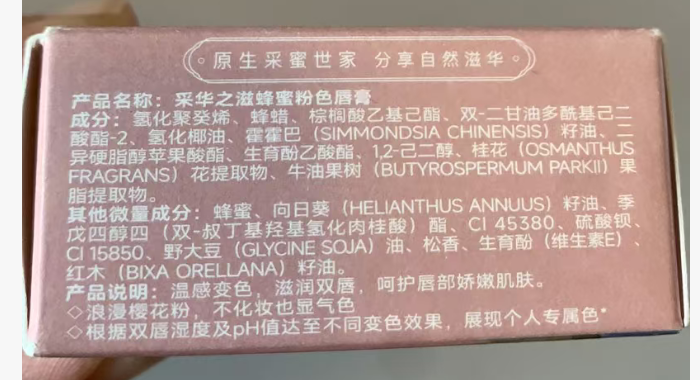 原生采蜜世家 分享自然滋华
产品名称：采华之滋蜂蜜粉色唇膏
成分：氢化聚癸烯、蜂蜡、棕榈酸乙基己酯、双-二甘油多酰基己二
酸酯-2、氢化椰油、霍霍巴（SIMMONDSIA CHINENSIS）籽油、二
异硬脂醇苹果酸酯、生育酚乙酸酯、1,2-己二醇、桂花（OSMANTHUS
FRAGRANS）花提取物、牛油果树（BUTYROSPERMUM PARKII）果
脂提取物。
其他微量成分：蜂蜜、向日葵（HELIANTHUS ANNUUS）籽油、季
戊四醇四（双-叔丁基羟基氢化肉桂酸）酯、CI 45380、硫酸钡、
CI 15850、野大豆（GLYCINE SOJA）油、松香、生育酚（维生素E）、
红木（BIXA ORELLANA）籽油。
产品说明：温感变色，滋润双唇，呵护唇部娇嫩肌肤。
◇浪漫樱花粉，不化妆也显气色
◇根据双唇湿度及pH值达至不同变色效果，展现个人专属色*